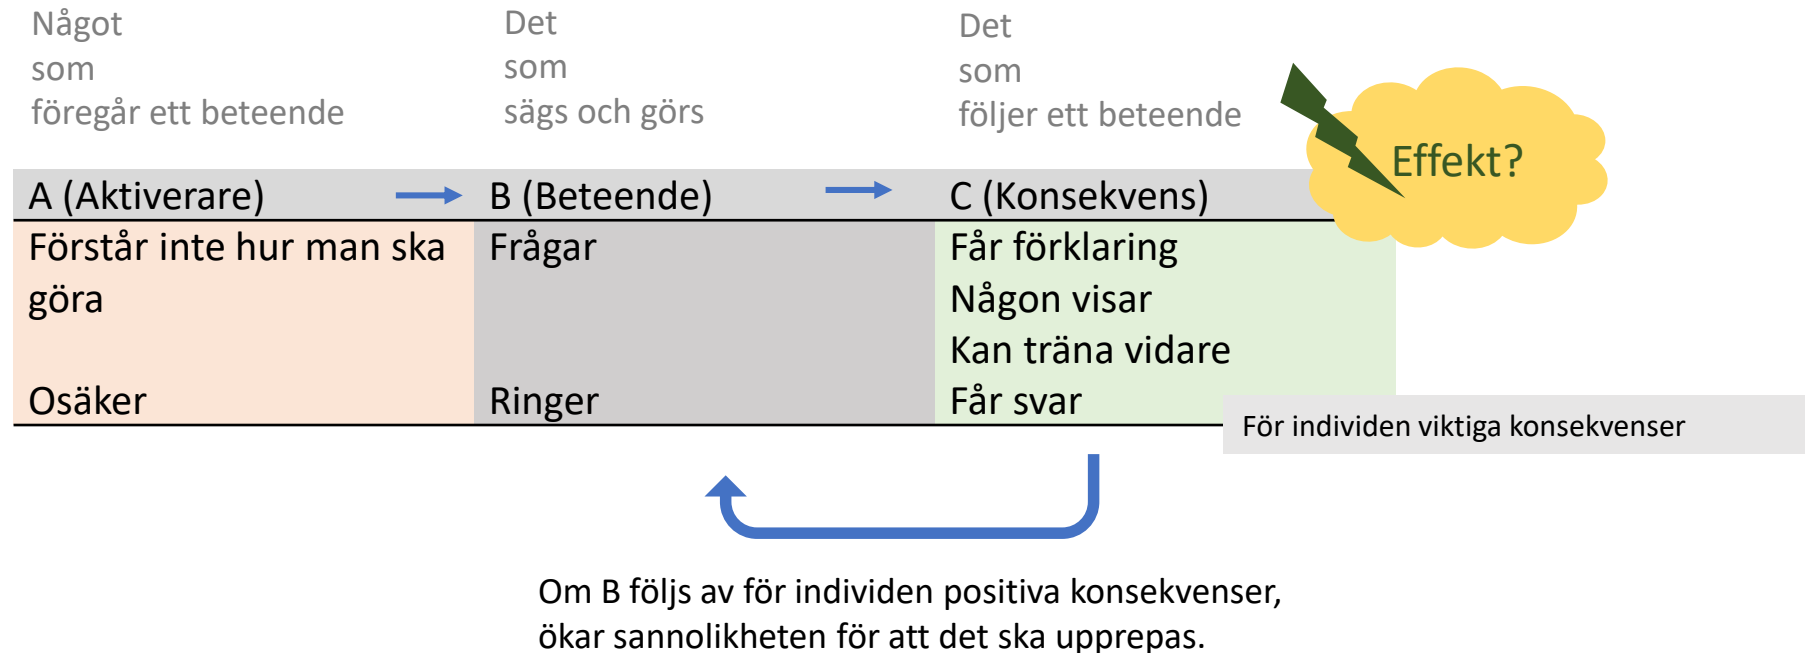 Något
som
föregår ett beteende
Det
som
sägs och görs
Det
som
följer ett beteende
Effekt?
A (Aktiverare)
B (Beteende)
C (Konsekvens)
Förstår inte hur man ska
göra
Frågar
Får förklaring
Någon visar
Kan träna vidare
Osäker
Ringer
Får svar
För individen viktiga konsekvenser
Om B följs av för individen positiva konsekvenser,
ökar sannolikheten för att det ska upprepas.